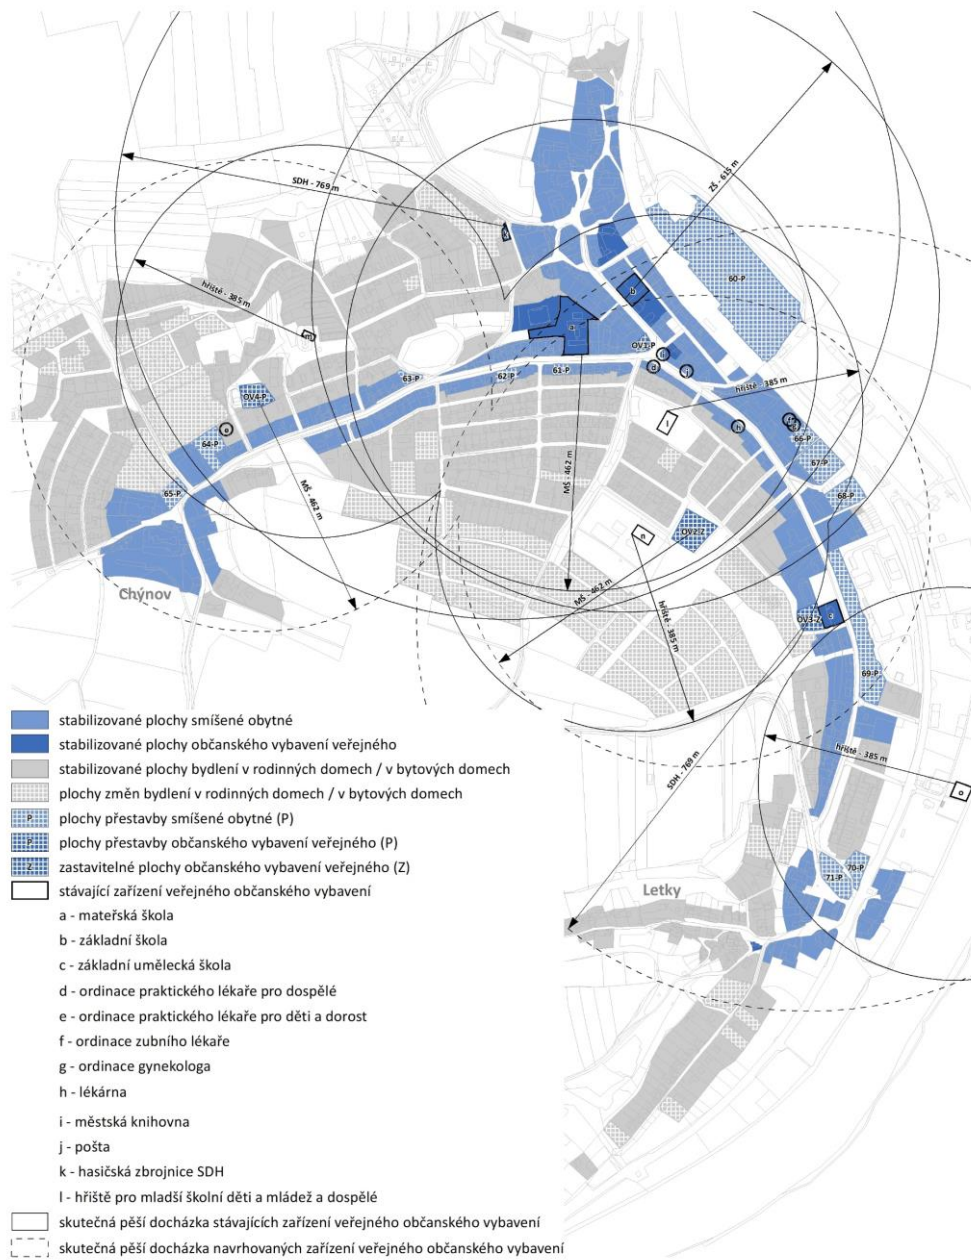 SDH - 769 m
ZŠ - 615 m
k
hřiště - 385 m
60-P
b
m
a
OV1-P
i
d
j
63-P
62-P
61-P
hřiště - 385 m
OV4-P
l
h
e
64-P
66-P
67-P
65-P
68-P
MŠ - 462 m
MŠ - 462 m
OV2-Z
n
Chýnov
MŠ - 462 m
hřiště - 385 m
OV3-Z
c
69-P
SDH - 769 m
hřiště - 385 m
o
70-P
71-P
Letky
stabilizované plochy smíšené obytné
stabilizované plochy občanského vybavení veřejného
stabilizované plochy bydlení v rodinných domech / v bytových domech
plochy změn bydlení v rodinných domech / v bytových domech
P plochy přestavby smíšené obytné (P)
P plochy přestavby občanského vybavení veřejného (P)
Z zastavitelné plochy občanského vybavení veřejného (Z)
stávající zařízení veřejného občanského vybavení
a - mateřská škola
b - základní škola
c - základní umělecká škola
d - ordinace praktického lékaře pro dospělé
e - ordinace praktického lékaře pro děti a dorost
f - ordinace zubního lékaře
g - ordinace gynekologa
h - lékárna
i - městská knihovna
j - pošta
k - hasičská zbrojnice SDH
l - hřiště pro mladší školní děti a mládež a dospělé
skutečná pěší docházka stávajících zařízení veřejného občanského vybavení
skutečná pěší docházka navrhovaných zařízení veřejného občanského vybavení